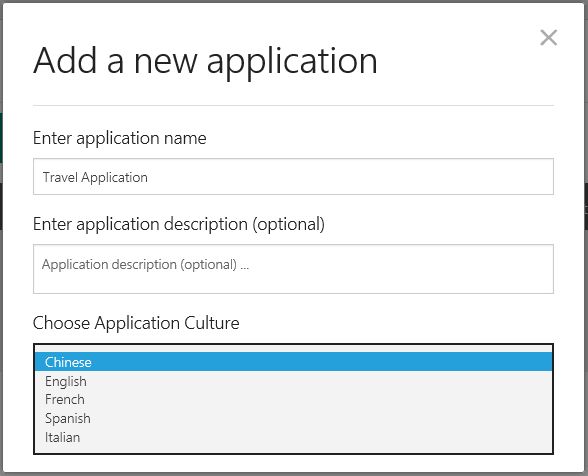 Add a new application
Enter application name
Travel Application
Enter application description (optional)
Application description (optional) ...
Choose Application Culture
Chinese
English
French
Spanish
Italian